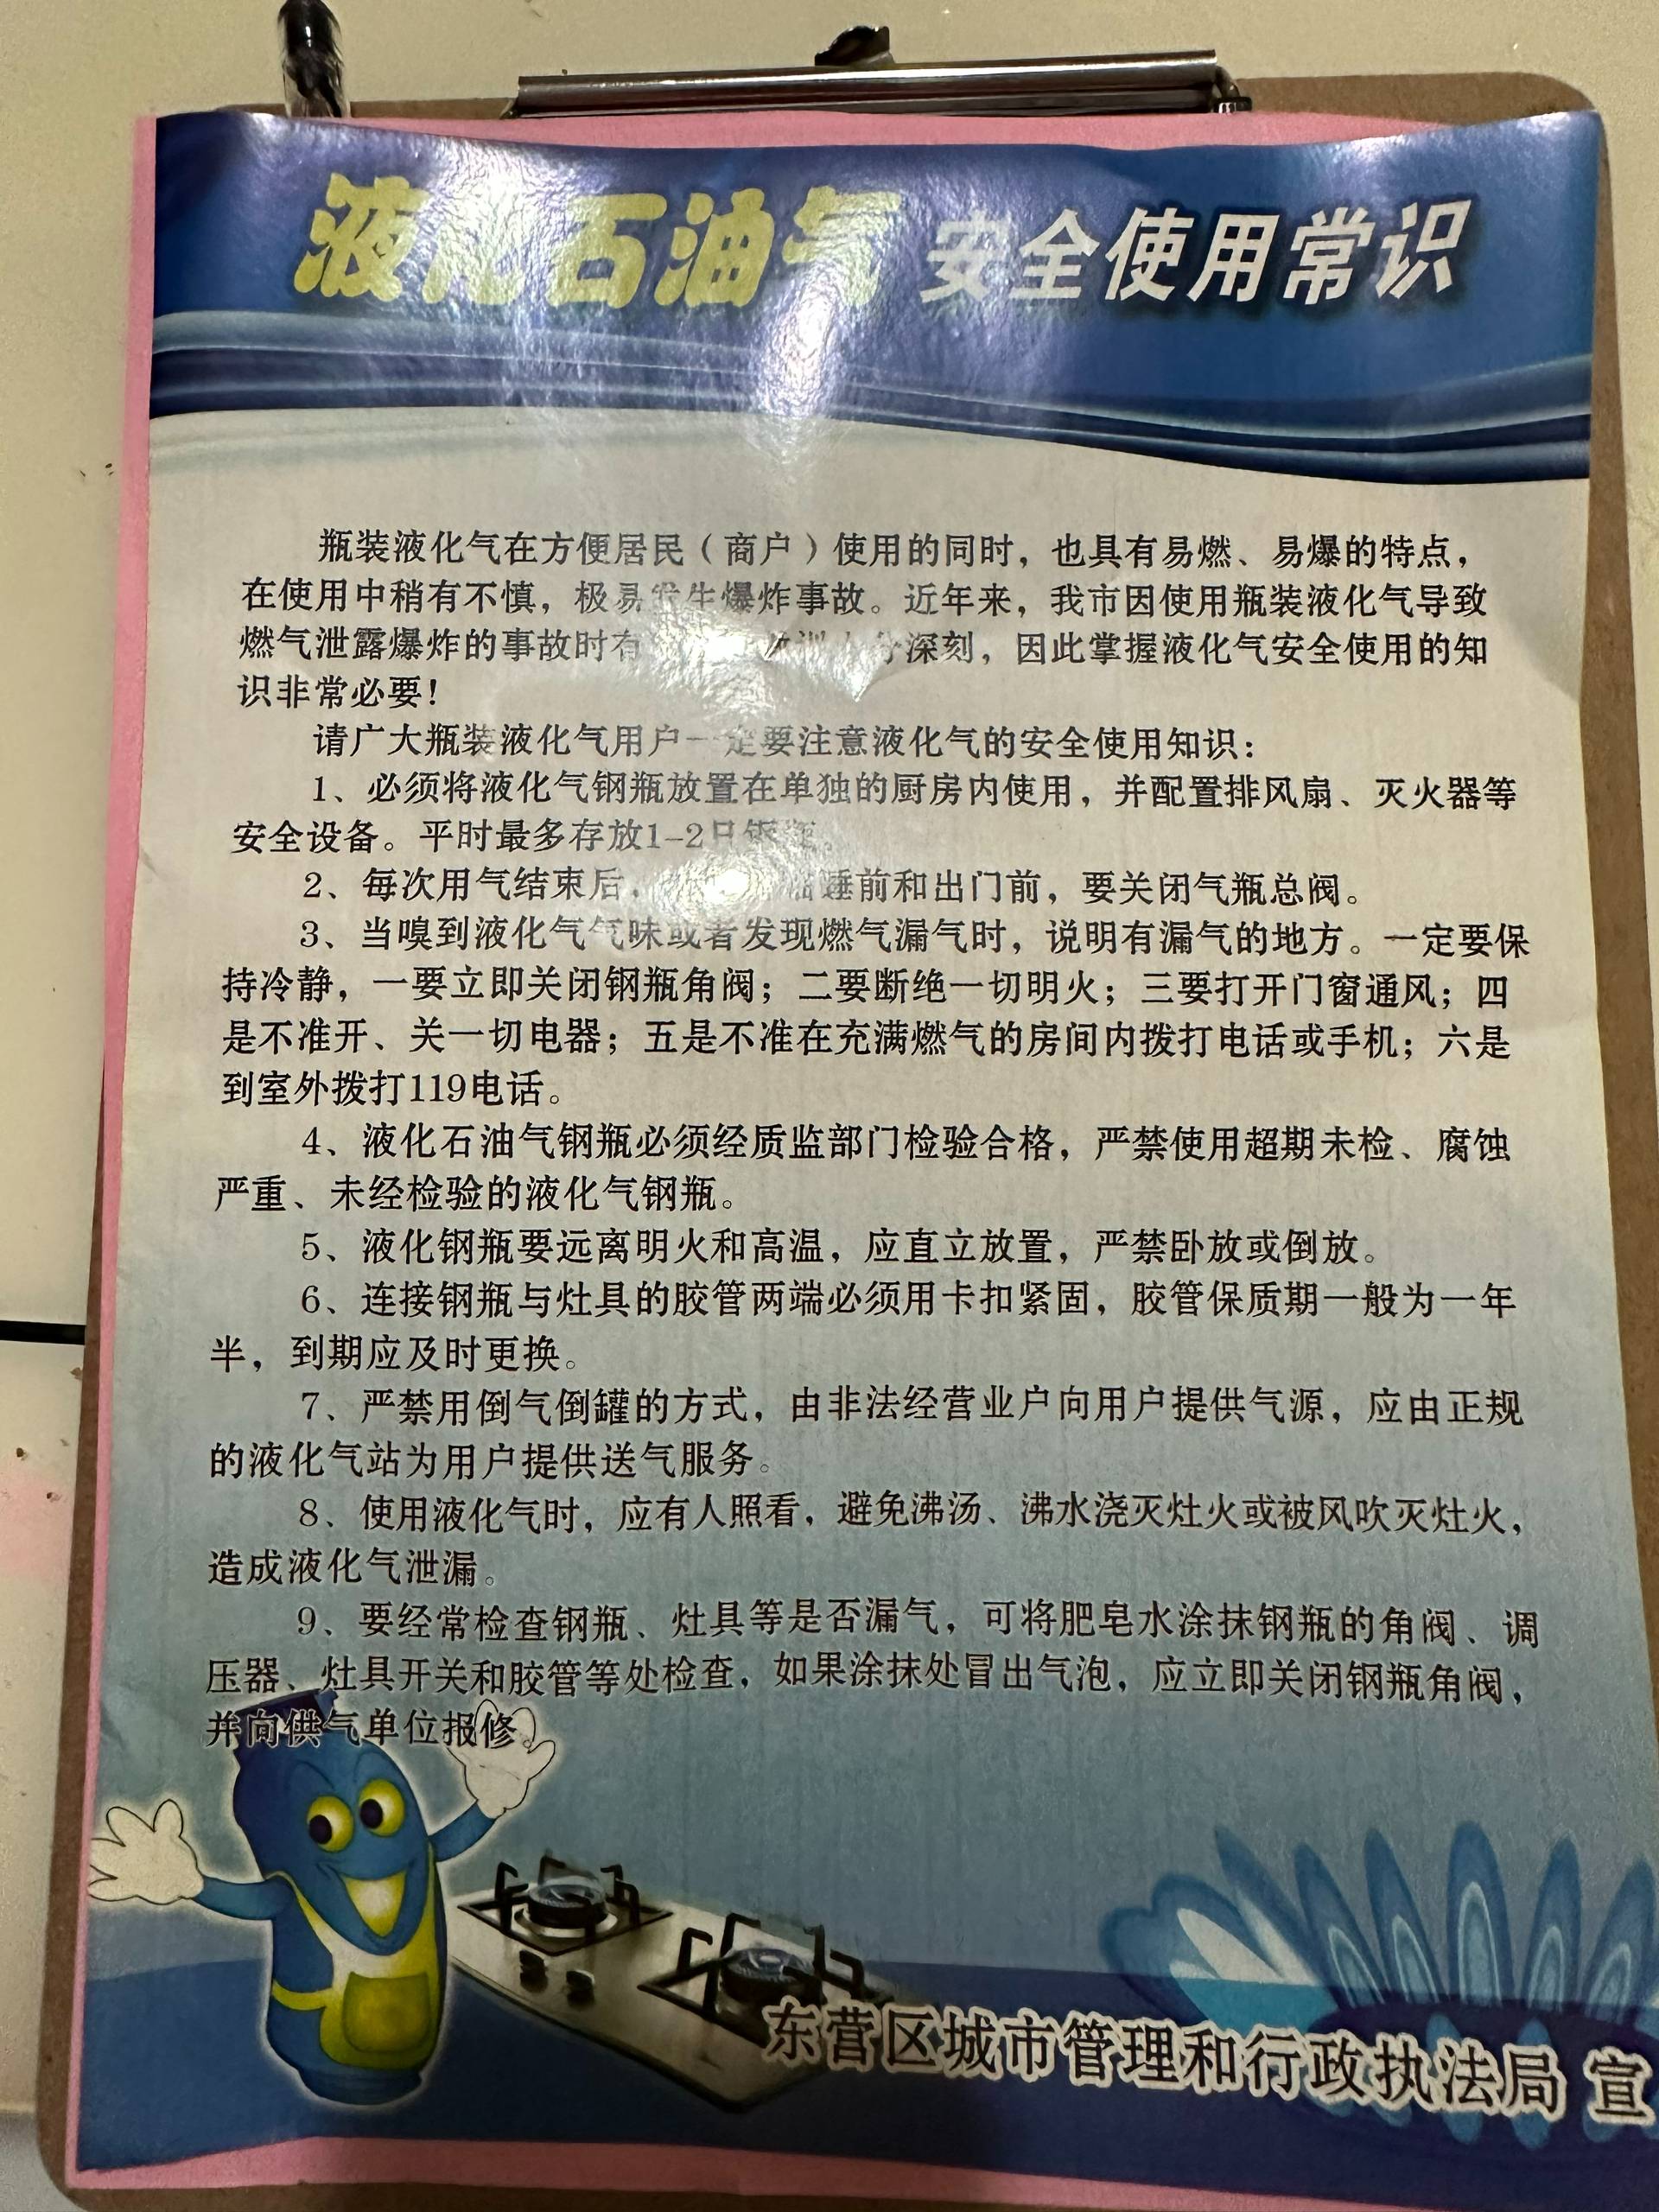 液化石油气 安全使用常识
瓶装液化气在方便居民（商户）使用的同时，也具有易燃、易爆的特点，
在使用中稍有不慎，极易发生爆炸事故。近年来，我市因使用瓶装液化气导致
燃气泄露爆炸的事故时有 深刻，因此掌握液化气安全使用的知
识非常必要！
请广大瓶装液化气用户一定要注意液化气的安全使用知识：
1、必须将液化气钢瓶放置在单独的厨房内使用，并配置排风扇、灭火器等
安全设备。平时最多存放1-2只钢瓶。
2、每次用气结束后， 睡前和出门前，要关闭气瓶总阀。
3、当嗅到液化气气味或者发现燃气漏气时，说明有漏气的地方。一定要保
持冷静，一要立即关闭钢瓶角阀；二要断绝一切明火；三要打开门窗通风；四
是不准开、关一切电器；五是不准在充满燃气的房间内拨打电话或手机；六是
到室外拨打119电话。
4、液化石油气钢瓶必须经质监部门检验合格，严禁使用超期未检、腐蚀
严重、未经检验的液化气钢瓶。
5、液化钢瓶要远离明火和高温，应直立放置，严禁卧放或倒放。
6、连接钢瓶与灶具的胶管两端必须用卡扣紧固，胶管保质期一般为一年
半，到期应及时更换。
7、严禁用倒气倒罐的方式，由非法经营业户向用户提供气源，应由正规
的液化气站为用户提供送气服务。
8、使用液化气时，应有人照看，避免沸汤、沸水浇灭灶火或被风吹灭灶火，
造成液化气泄漏。
9、要经常检查钢瓶、灶具等是否漏气，可将肥皂水涂抹钢瓶的角阀、调
压器、灶具开关和胶管等处检查，如果涂抹处冒出气泡，应立即关闭钢瓶角阀，
并向供气单位报修。
东营区城市管理和行政执法局 宣